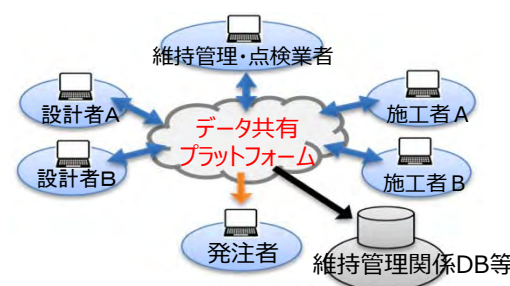 維持管理・点検業者
設計者A
施工者A
データ共有
プラットフォーム
設計者B
施工者B
発注者
維持管理関係DB等